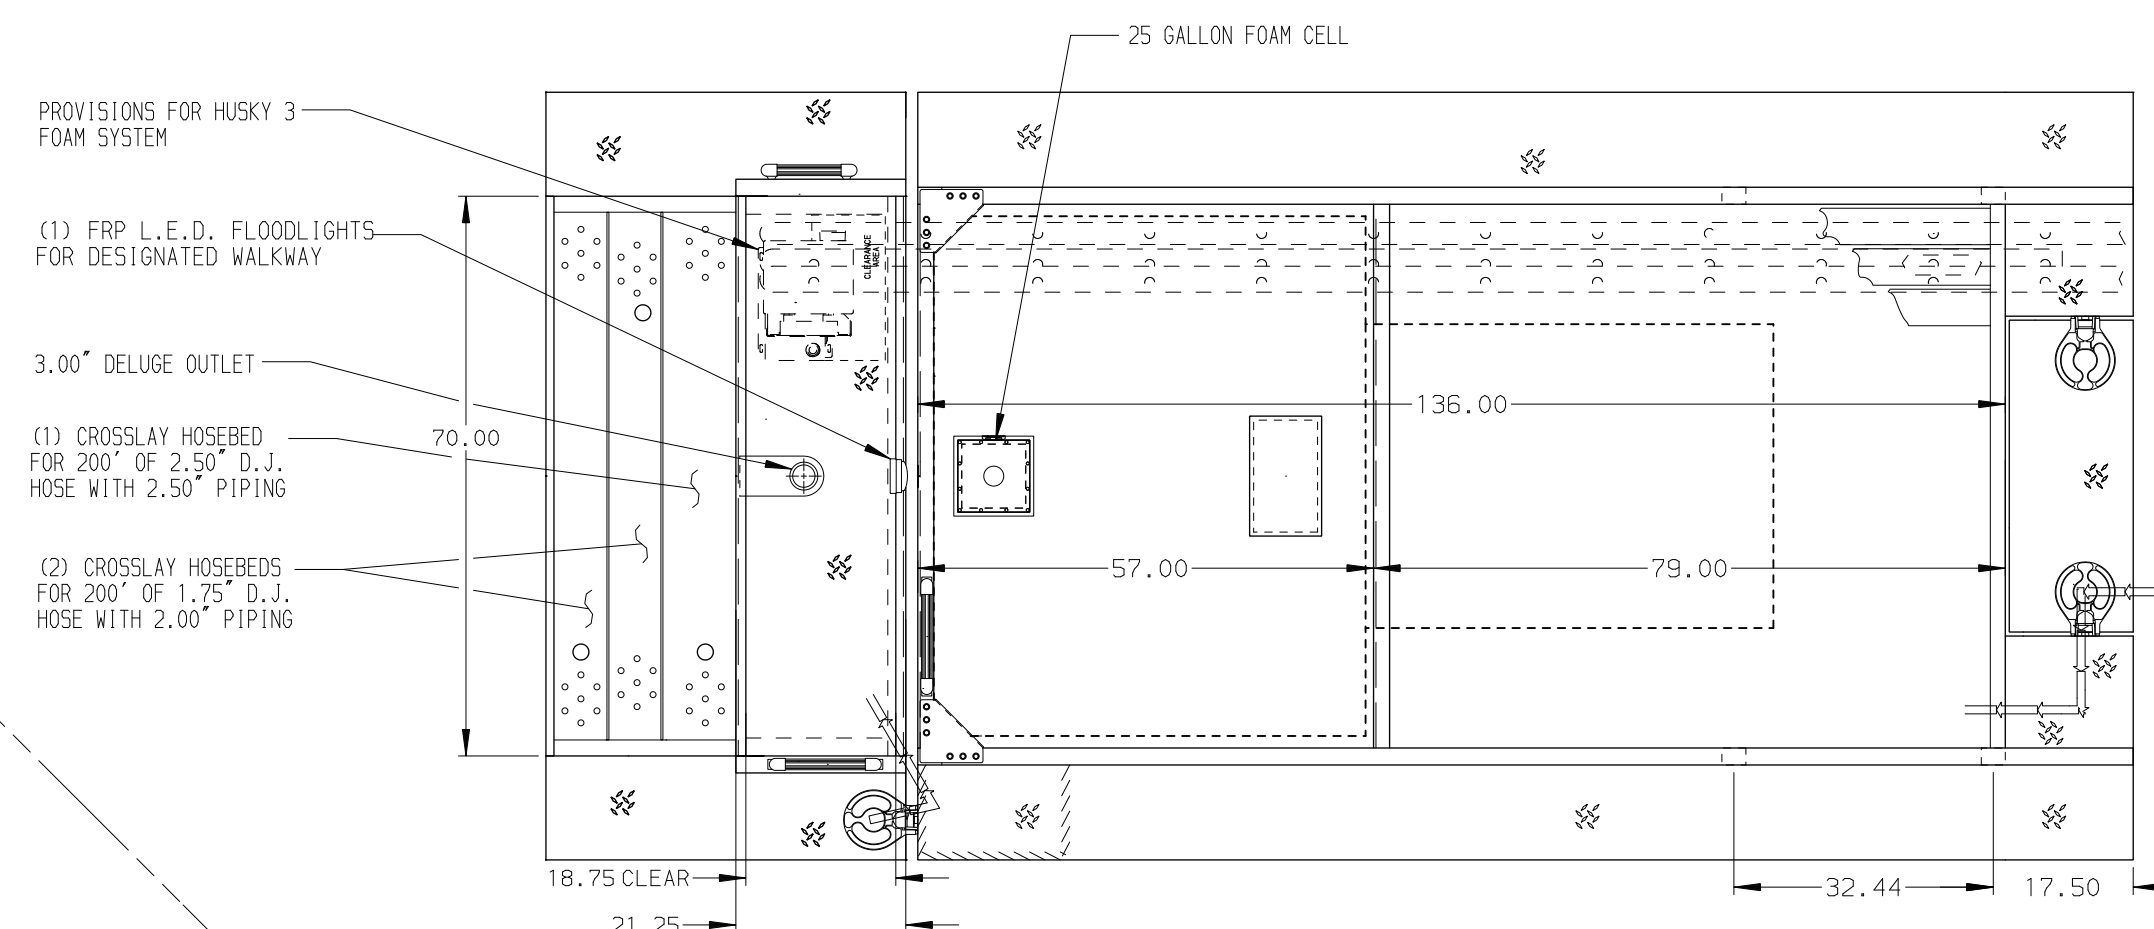 25 GALLON FOAM CELL
PROVISIONS FOR HUSKY 3
FOAM SYSTEM
(1) FRP L.E.D. FLOODLIGHTS
FOR DESIGNATED WALKWAY
CLEARANCE
AREA
3.00" DELUGE OUTLET
(1) CROSSLAY HOSEBED
FOR 200' OF 2.50" D.J.
HOSE WITH 2.50" PIPING
70.00
136.00
(2) CROSSLAY HOSEBEDS
FOR 200' OF 1.75" D.J.
HOSE WITH 2.00" PIPING
57.00
79.00
18.75 CLEAR
32.44
17.50
21.25